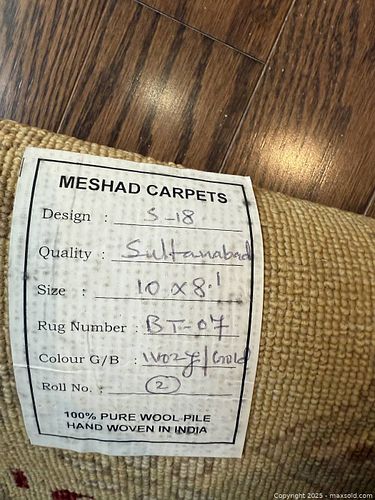 MESHAD CARPETS
Design : S-18
Quality : Sultanabad
Size : 10 x 8.1
Rug Number : BT-07
Colour G/B : Ivory/Gold
Roll No. : 2
100% PURE WOOL PILE
HAND WOVEN IN INDIA
Copyright 2025 - maxsold.com